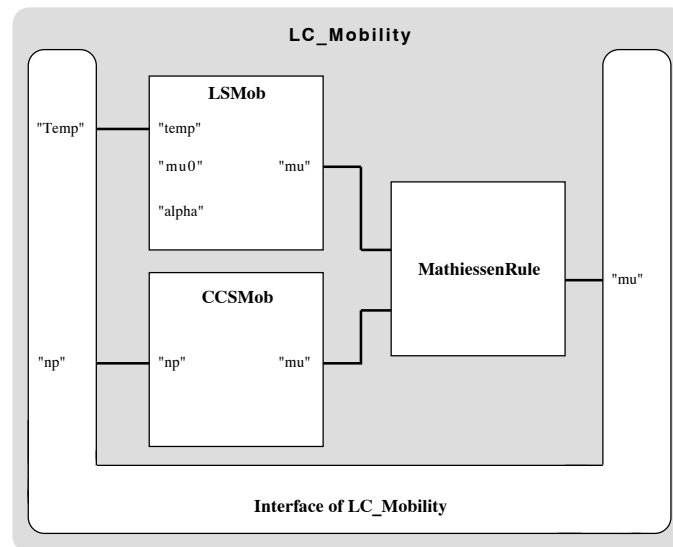 LC_Mobility
LSMob
"Temp"
"temp"
"mu0"
"mu"
"alpha"
MathiessenRule
"mu"
CCSMob
"np"
"np"
"mu"
Interface of LC_Mobility